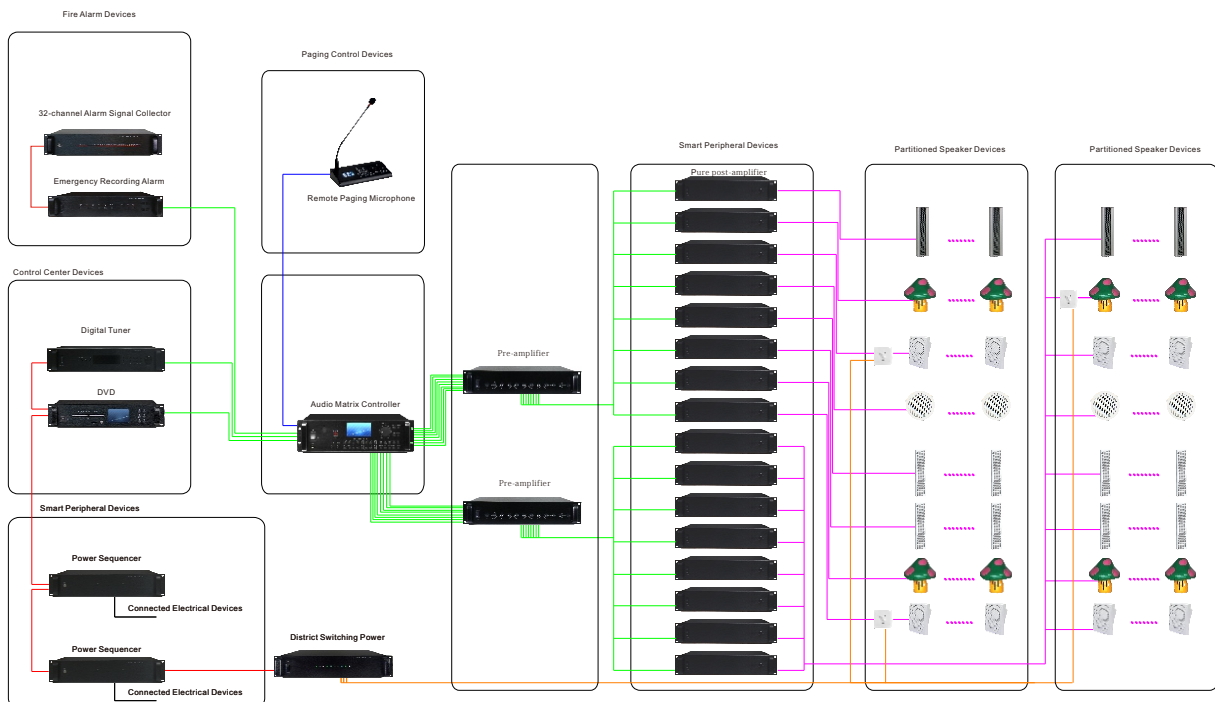 Fire Alarm Devices
32-channel Alarm Signal Collector
Emergency Recording Alarm
Paging Control Devices
Remote Paging Microphone
Control Center Devices
Digital Tuner
DVD
Audio Matrix Controller
Pre-amplifier
Pre-amplifier
Smart Peripheral Devices
Pure post-amplifier
Partitioned Speaker Devices
Partitioned Speaker Devices
Smart Peripheral Devices
Power Sequencer
Connected Electrical Devices
Power Sequencer
Connected Electrical Devices
District Switching Power